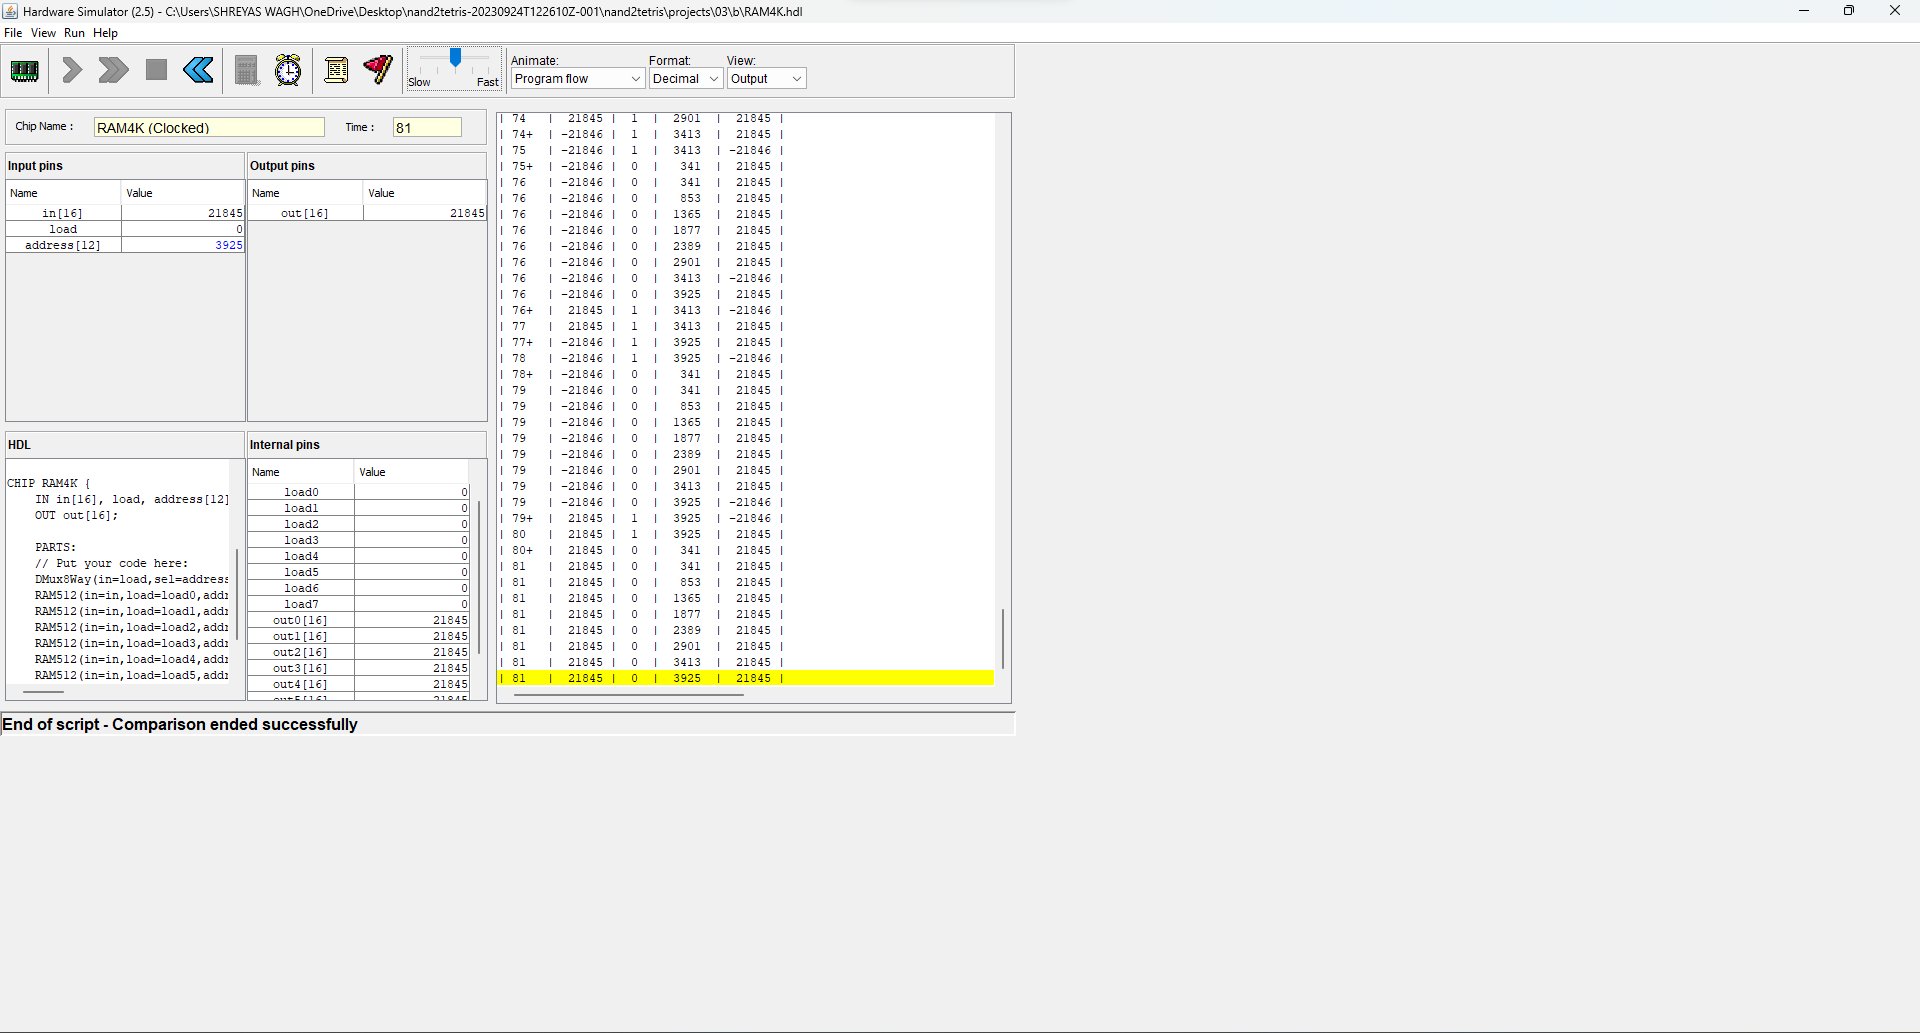 Hardware Simulator (2.5) - C:\Users\SHREYAS WAGH\OneDrive\Desktop\nand2tetris-20230924T122610Z-001\nand2tetris\projects\03\b\RAM4K.hdl
File View Run Help
Slow Fast
Animate: Format: View:
Program flow Decimal Output
Chip Name : RAM4K (Clocked) Time : 81
Input pins
Name Value
in[16] 21845
load 0
address[12] 3925
Output pins
Name Value
out[16] 21845
HDL
CHIP RAM4K {
IN in[16], load, address[12]
OUT out[16];
PARTS:
// Put your code here:
DMux8Way(in=load,sel=address
RAM512(in=in,load=load0,addr
RAM512(in=in,load=load1,addr
RAM512(in=in,load=load2,addr
RAM512(in=in,load=load3,addr
RAM512(in=in,load=load4,addr
RAM512(in=in,load=load5,addr
Internal pins
Name Value
load0 0
load1 0
load2 0
load3 0
load4 0
load5 0
load6 0
load7 0
out0[16] 21845
out1[16] 21845
out2[16] 21845
out3[16] 21845
out4[16] 21845
| 74 | 21845 | 1 | 2901 | 21845 |
| 74+ | -21846 | 1 | 3413 | 21845 |
| 75 | -21846 | 1 | 3413 | -21846 |
| 75+ | -21846 | 0 | 341 | 21845 |
| 76 | -21846 | 0 | 341 | 21845 |
| 76 | -21846 | 0 | 853 | 21845 |
| 76 | -21846 | 0 | 1365 | 21845 |
| 76 | -21846 | 0 | 1877 | 21845 |
| 76 | -21846 | 0 | 2389 | 21845 |
| 76 | -21846 | 0 | 2901 | 21845 |
| 76 | -21846 | 0 | 3413 | -21846 |
| 76 | -21846 | 0 | 3925 | 21845 |
| 76+ | 21845 | 1 | 3413 | -21846 |
| 77 | 21845 | 1 | 3413 | 21845 |
| 77+ | -21846 | 1 | 3925 | 21845 |
| 78 | -21846 | 1 | 3925 | -21846 |
| 78+ | -21846 | 0 | 341 | 21845 |
| 79 | -21846 | 0 | 341 | 21845 |
| 79 | -21846 | 0 | 853 | 21845 |
| 79 | -21846 | 0 | 1365 | 21845 |
| 79 | -21846 | 0 | 1877 | 21845 |
| 79 | -21846 | 0 | 2389 | 21845 |
| 79 | -21846 | 0 | 2901 | 21845 |
| 79 | -21846 | 0 | 3413 | 21845 |
| 79 | -21846 | 0 | 3925 | -21846 |
| 79+ | 21845 | 1 | 3925 | -21846 |
| 80 | 21845 | 1 | 3925 | 21845 |
| 80+ | 21845 | 0 | 341 | 21845 |
| 81 | 21845 | 0 | 341 | 21845 |
| 81 | 21845 | 0 | 853 | 21845 |
| 81 | 21845 | 0 | 1365 | 21845 |
| 81 | 21845 | 0 | 1877 | 21845 |
| 81 | 21845 | 0 | 2389 | 21845 |
| 81 | 21845 | 0 | 2901 | 21845 |
| 81 | 21845 | 0 | 3413 | 21845 |
| 81 | 21845 | 0 | 3925 | 21845 |
End of script - Comparison ended successfully